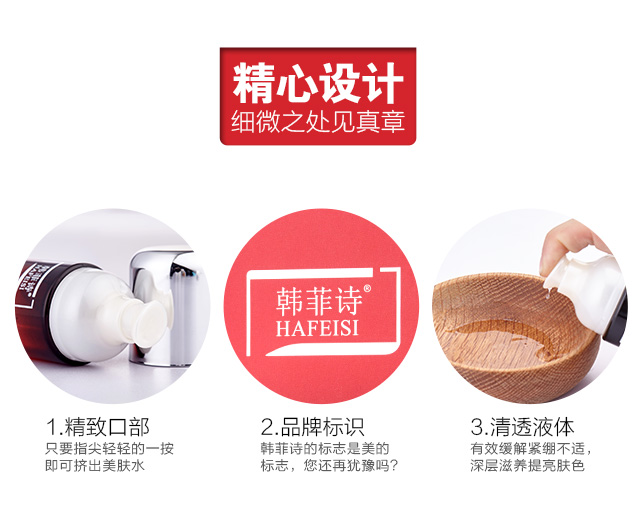 精心设计
细微之处见真章
韩菲诗
韩菲诗®
HAFEISI
1.精致口部
只要指尖轻轻的一按
即可挤出美肤水
2.品牌标识
韩菲诗的标志是美的
标志，您还再犹豫吗?
3.清透液体
有效缓解紧绷不适，
深层滋养提亮肤色